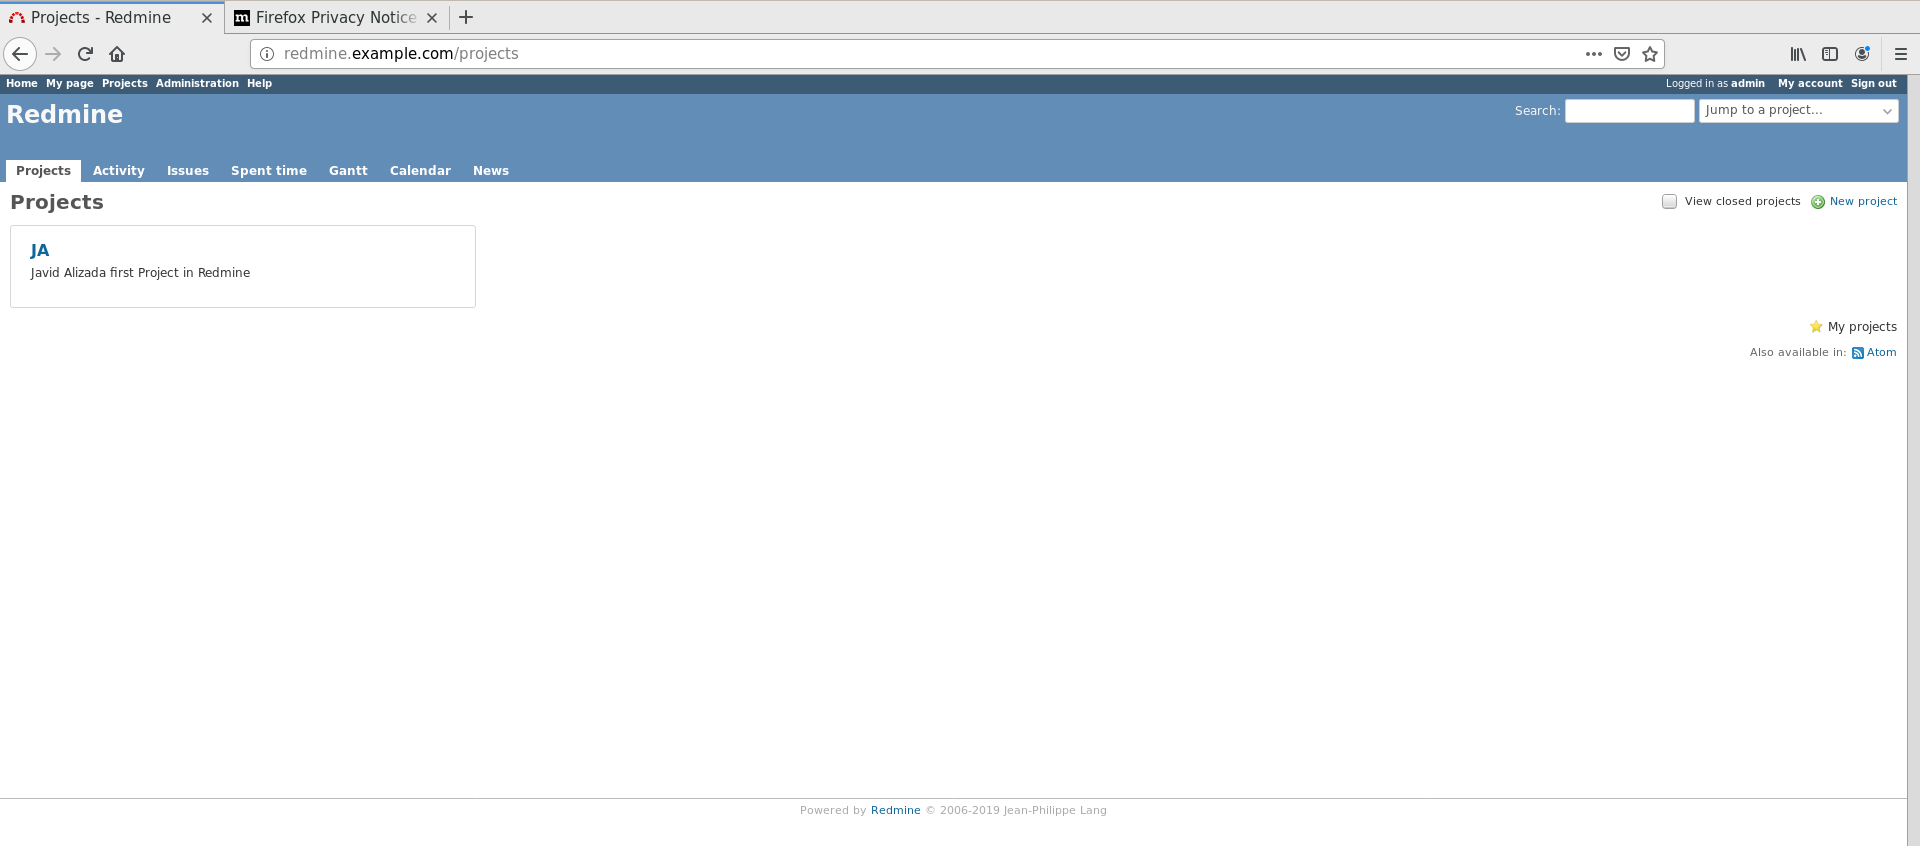 Projects - Redmine
Firefox Privacy Notice
redmine.example.com/projects
Home My page Projects Administration Help
Logged in as admin My account Sign out
Redmine
Search:
Jump to a project...
Projects Activity Issues Spent time Gantt Calendar News
Projects
View closed projects New project
JA
Javid Alizada first Project in Redmine
My projects
Also available in: Atom
Powered by Redmine © 2006-2019 Jean-Philippe Lang